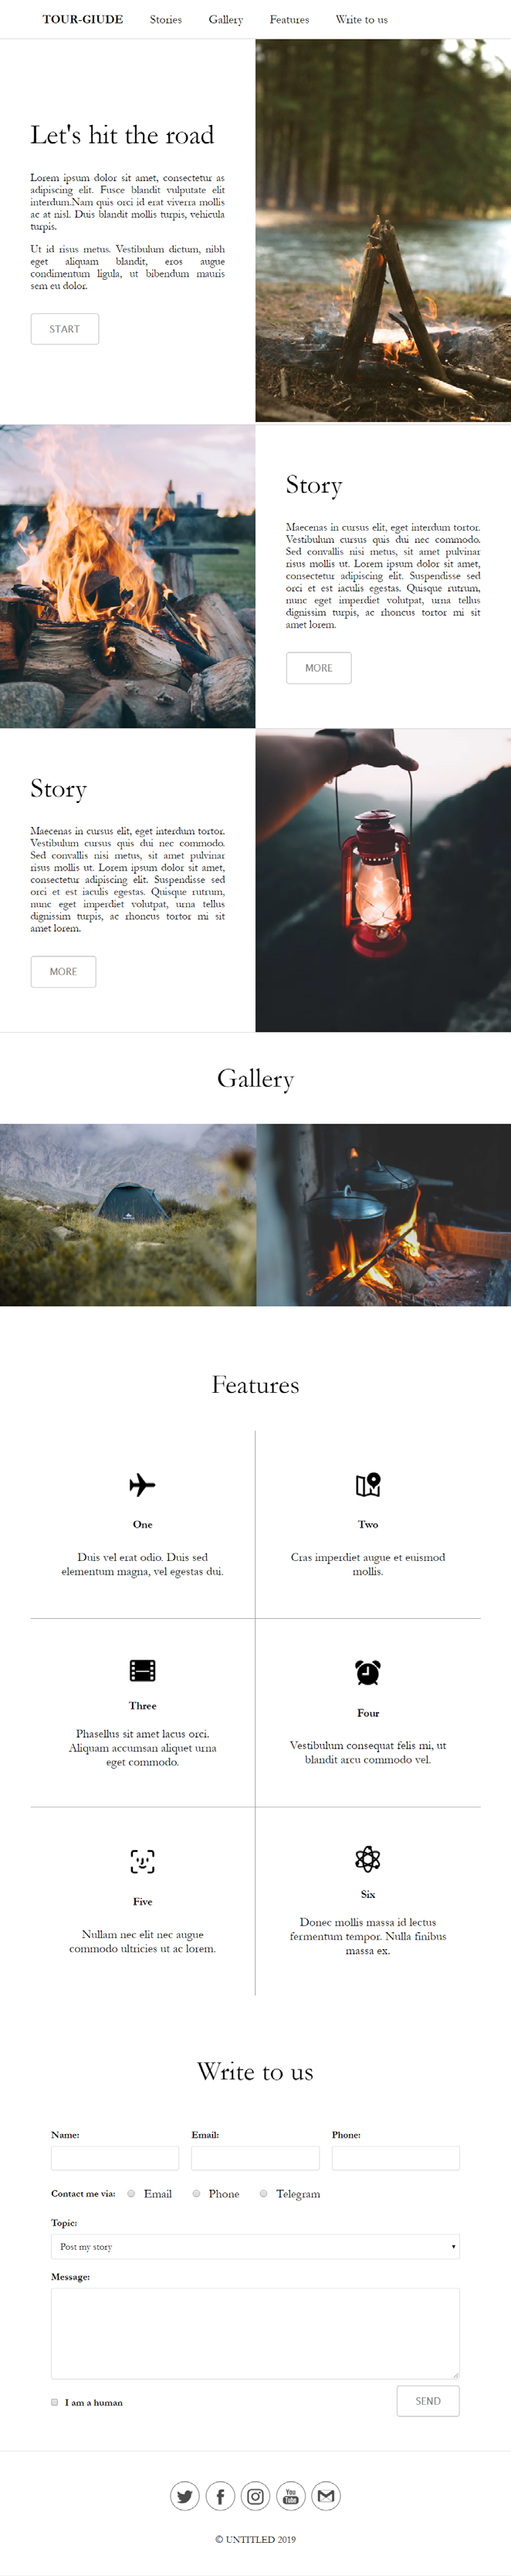 TOUR-GIUDE Stories Gallery Features Write to us
Let's hit the road
Lorem ipsum dolor sit amet, consectetur as
adipiscing elit. Fusce blandit vulputate elit
interdum.Nam quis orci id erat viverra mollis
ac at nisl. Duis blandit mollis turpis, vehicula
turpis.
Ut id risus metus. Vestibulum dictum, nibh
eget aliquam blandit, eros augue
condimentum ligula, ut bibendum mauris
sem eu dolor.
START
Story
Maecenas in cursus elit, eget interdum tortor.
Vestibulum cursus quis dui nec commodo.
Sed convallis nisi metus, sit amet pulvinar
risus mollis ut. Lorem ipsum dolor sit amet,
consectetur adipiscing elit. Suspendisse sed
orci et est iaculis egestas. Quisque rutrum,
nunc eget imperdiet volutpat, urna tellus
dignissim turpis, ac rhoncus tortor mi sit
amet lorem.
MORE
Story
Maecenas in cursus elit, eget interdum tortor.
Vestibulum cursus quis dui nec commodo.
Sed convallis nisi metus, sit amet pulvinar
risus mollis ut. Lorem ipsum dolor sit amet,
consectetur adipiscing elit. Suspendisse sed
orci et est iaculis egestas. Quisque rutrum,
nunc eget imperdiet volutpat, urna tellus
dignissim turpis, ac rhoncus tortor mi sit
amet lorem.
MORE
Gallery
Features
One
Duis vel erat odio. Duis sed
elementum magna, vel egestas dui.
Two
Cras imperdiet augue et euismod
mollis.
Three
Phasellus sit amet lacus orci.
Aliquam accumsan aliquet urna
eget commodo.
Four
Vestibulum consequat felis mi, ut
blandit arcu commodo vel.
Five
Nullam nec elit nec augue
commodo ultricies ut ac lorem.
Six
Donec mollis massa id lectus
fermentum tempor. Nulla finibus
massa ex.
Write to us
Name: Email: Phone:
Contact me via: Email Phone Telegram
Topic:
Post my story
Message:
I am a human
SEND
You
Tube
© UNTITLED 2019